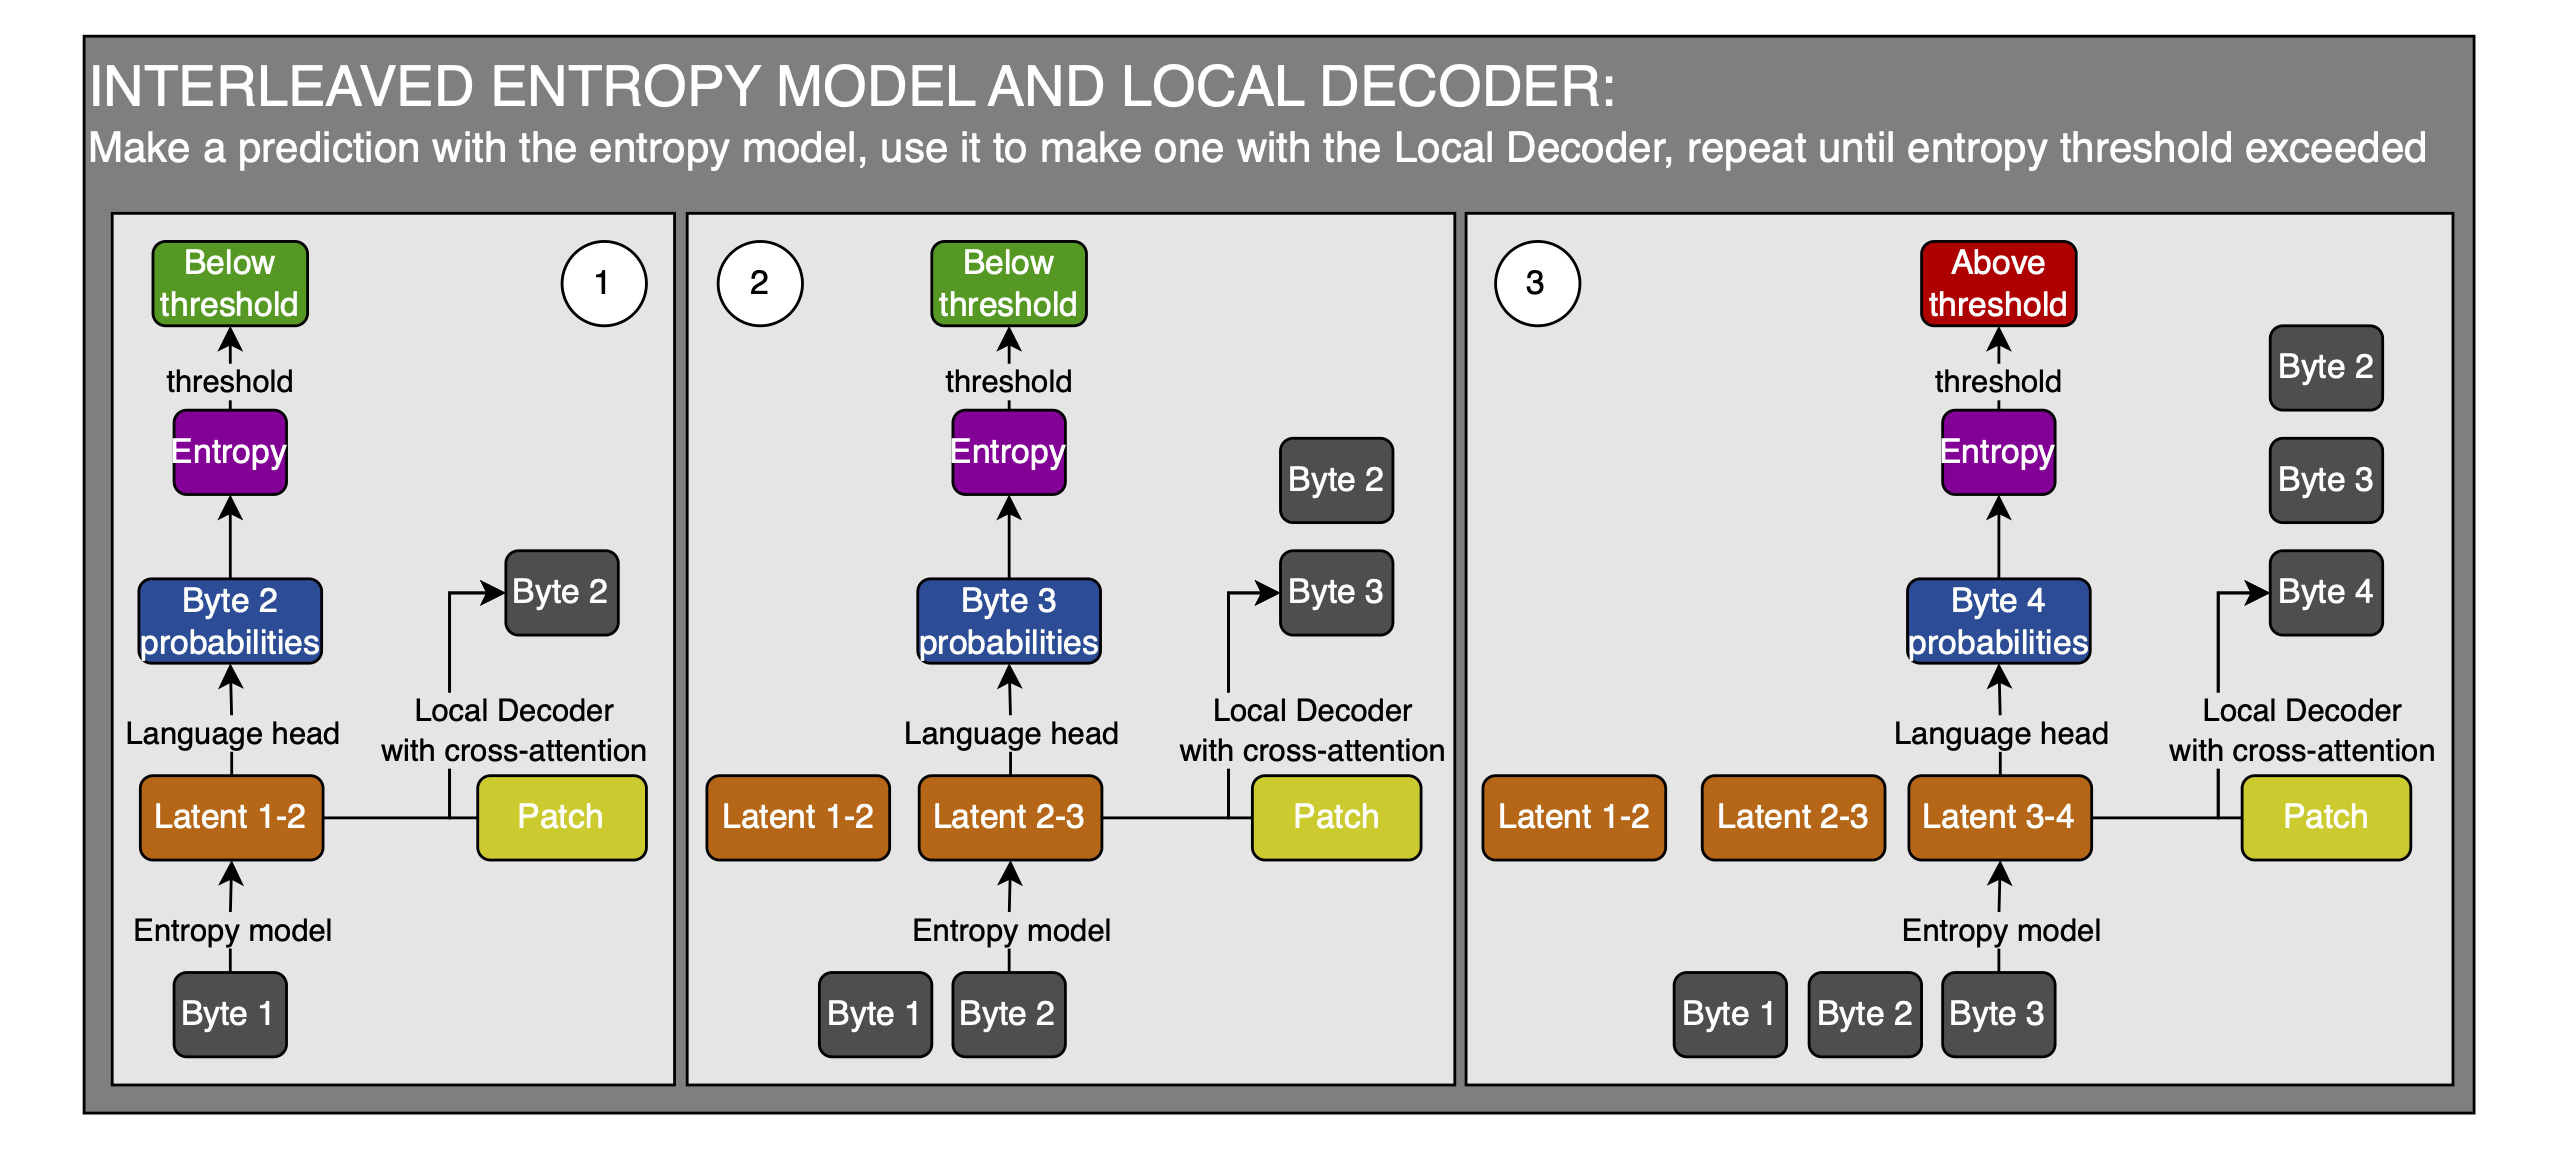 INTERLEAVED ENTROPY MODEL AND LOCAL DECODER:
Make a prediction with the entropy model, use it to make one with the Local Decoder, repeat until entropy threshold exceeded
1
Below
threshold
threshold
Entropy
Byte 2
probabilities
Byte 2
Language head
Local Decoder
with cross-attention
Latent 1-2
Patch
Entropy model
Byte 1
2
Below
threshold
threshold
Entropy
Byte 2
Byte 3
probabilities
Byte 3
Language head
Local Decoder
with cross-attention
Latent 1-2
Latent 2-3
Patch
Entropy model
Byte 1
Byte 2
3
Above
threshold
threshold
Byte 2
Entropy
Byte 3
Byte 4
probabilities
Byte 4
Language head
Local Decoder
with cross-attention
Latent 1-2
Latent 2-3
Latent 3-4
Patch
Entropy model
Byte 1
Byte 2
Byte 3